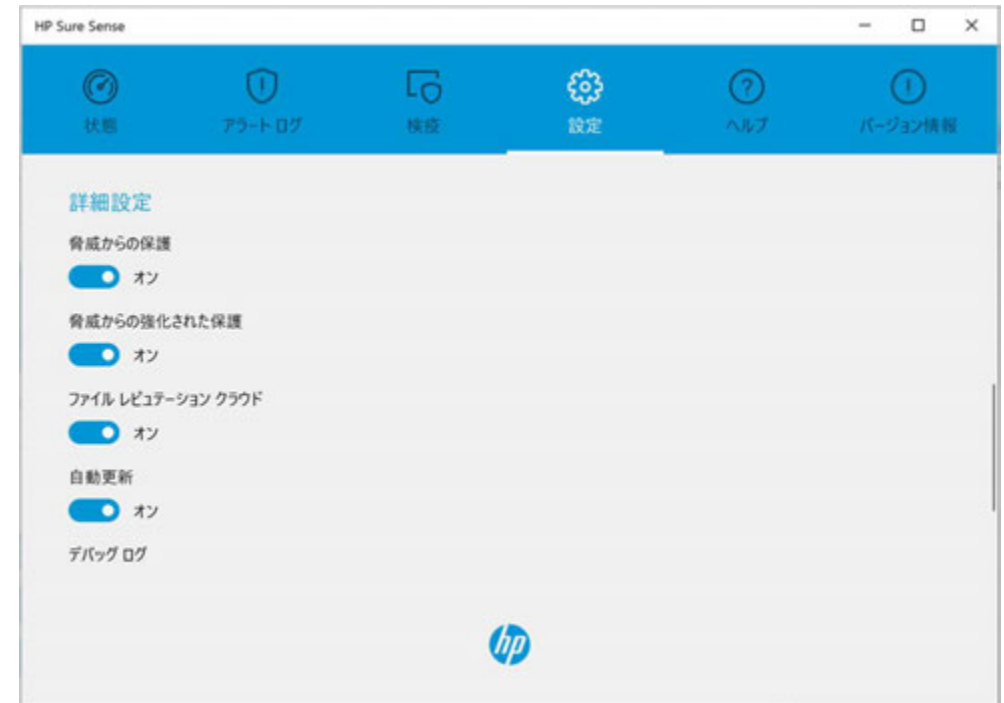 HP Sure Sense
状態 アラート ログ 検疫 設定 ヘルプ バージョン情報
詳細設定
脅威からの保護
オン
脅威からの強化された保護
オン
ファイル レピュテーション クラウド
オン
自動更新
オン
デバッグ ログ
hp